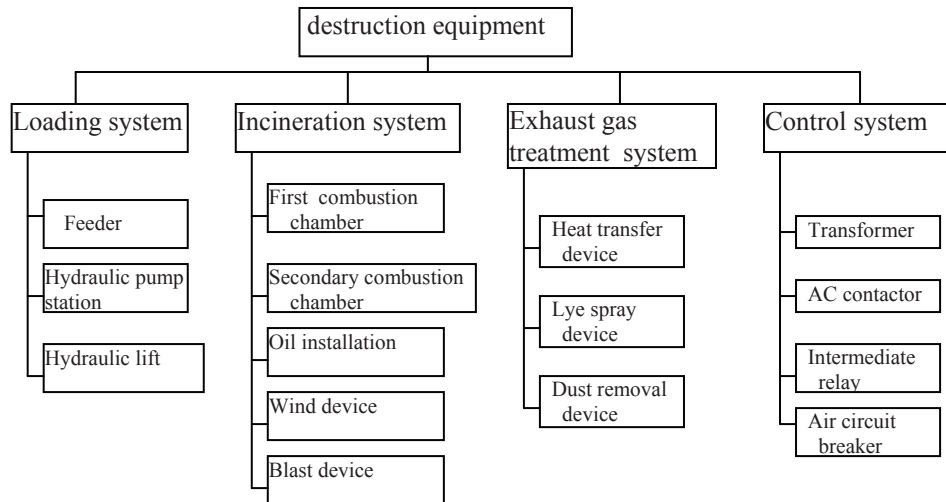 destruction equipment
Loading system
Feeder
Hydraulic pump
station
Hydraulic lift
Incineration system
First combustion
chamber
Secondary combustion
chamber
Oil installation
Wind device
Blast device
Exhaust gas
treatment system
Heat transfer
device
Lye spray
device
Dust removal
device
Control system
Transformer
AC contactor
Intermediate
relay
Air circuit
breaker